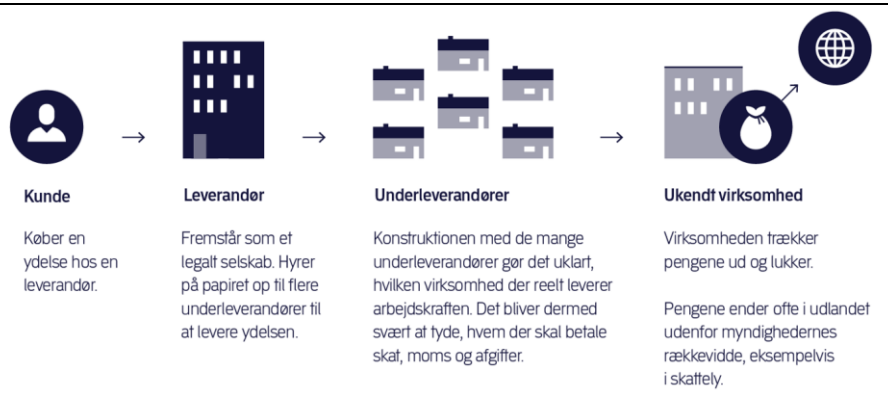 Kunde
Køber en
ydelse hos en
leverandør.
Leverandør
Fremstår som et
legalt selskab. Hyrer
på papiret op til flere
underleverandører til
at levere ydelsen.
Underleverandører
Konstruktionen med de mange
underleverandører gør det uklart,
hvilken virksomhed der reelt leverer
arbejdskraften. Det bliver dermed
svært at tyde, hvem der skal betale
skat, moms og afgifter.
Ukendt virksomhed
Virksomheden trækker
pengene ud og lukker.
Pengene ender ofte i udlandet
udenfor myndighedernes
rækkevidde, eksempelvis
i skattely.